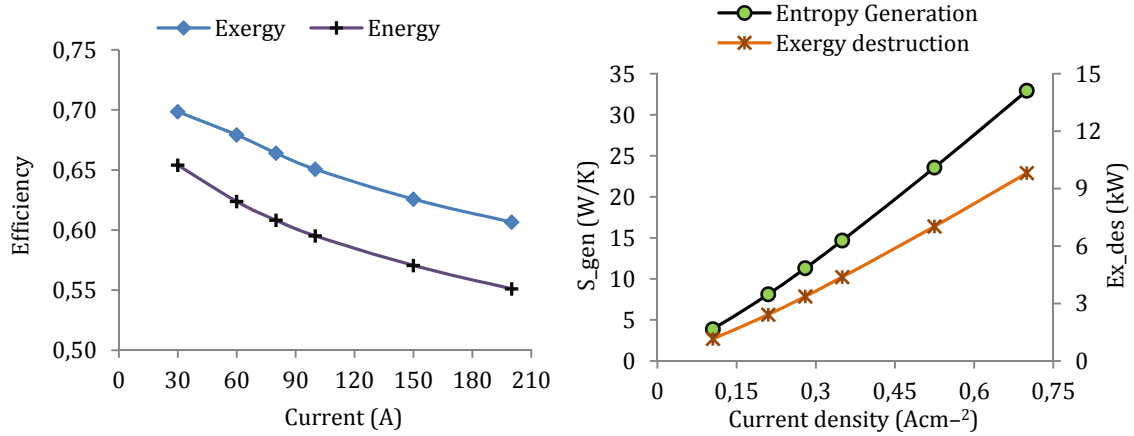 Exergy Energy
0,75
0,70
0,65
0,60
0,55
0,50
Efficiency
0 30 60 90 120 150 180 210
Current (A)
Entropy Generation
Exergy destruction
35
30
25
20
15
10
5
0
S_gen (W/K)
15
12
9
6
3
0
Ex_des (kW)
0 0,15 0,3 0,45 0,6 0,75
Current density (Acm–²)